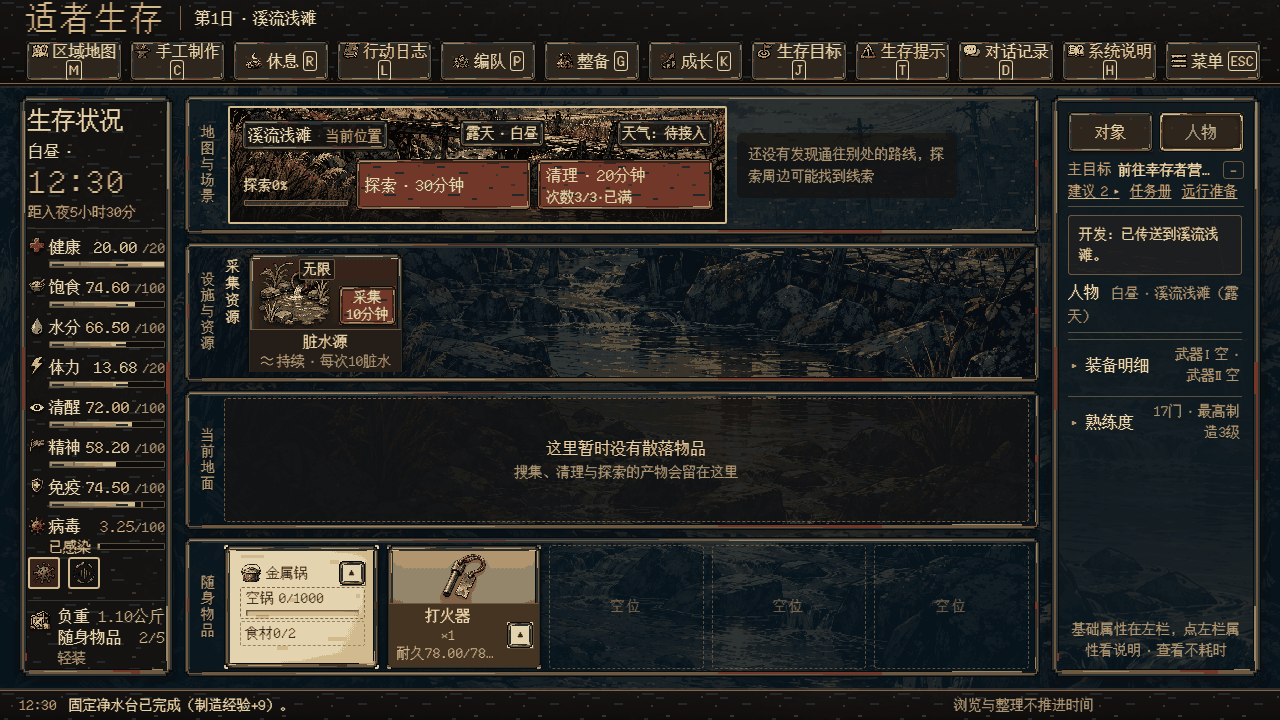 适者生存
第1日 · 溪流浅滩
区域地图 M
手工制作 C
休息 R
行动日志 L
编队 P
整备 G
成长 K
生存目标 J
生存提示 T
对话记录 D
系统说明 H
菜单 ESC
生存状况
白昼 ·
12:30
距入夜5小时30分
健康 20.00 /20
饱食 74.60 /100
水分 66.50 /100
体力 13.68 /20
清醒 72.00 /100
精神 58.20 /100
免疫 74.50 /100
病毒 3.25/100
已感染
负重 1.10公斤
随身物品 2/5
轻装
地图与场景
溪流浅滩 当前位置
露天 · 白昼
天气: 待接入
探索0%
探索 · 30分钟
清理 · 20分钟
次数3/3·已满
还没有发现通往别处的路线，探
索周边可能找到线索
设施与资源
采集资源
无限
采集
10分钟
脏水源
～持续 · 每次10脏水
当前地面
这里暂时没有散落物品
搜集、清理与探索的产物会留在这里
随身物品
金属锅
▲
空锅 0/1000
食材0/2
打火器
×1
耐久78.00/78…
▲
空位
空位
空位
对象
人物
主目标 前往幸存者营…
−
建议 2 ▸ 任务册 远行准备
开发: 已传送到溪流浅
滩。
人物 白昼 · 溪流浅滩（露
天）
▸ 装备明细
武器Ⅰ 空 ·
武器Ⅱ 空
▸ 熟练度
17门 · 最高制
造3级
基础属性在左栏，点左栏属
性看说明 · 查看不耗时
12:30 固定净水台已完成（制造经验+9）。
浏览与整理不推进时间